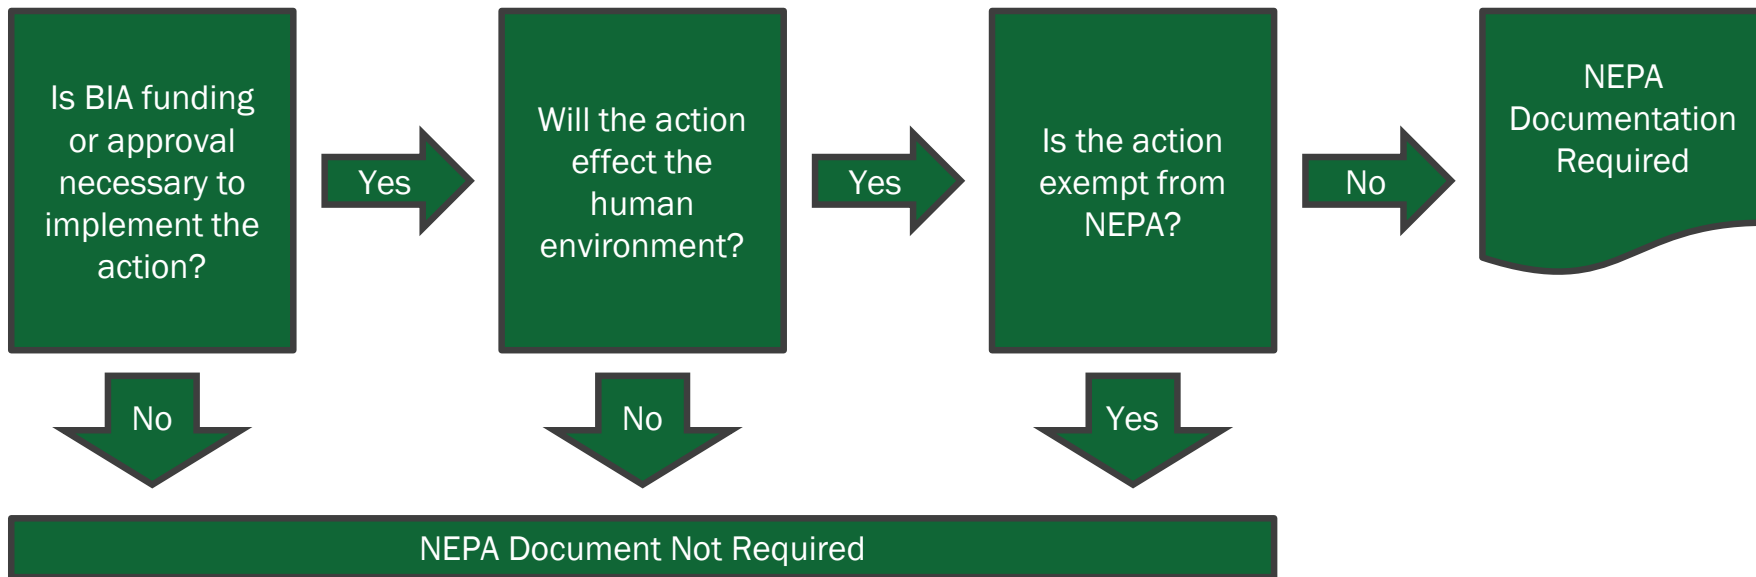 Is BIA funding
or approval
necessary to
implement the
action?
Yes
Will the action
effect the
human
environment?
Yes
Is the action
exempt from
NEPA?
No
NEPA
Documentation
Required
No
No
Yes
NEPA Document Not Required